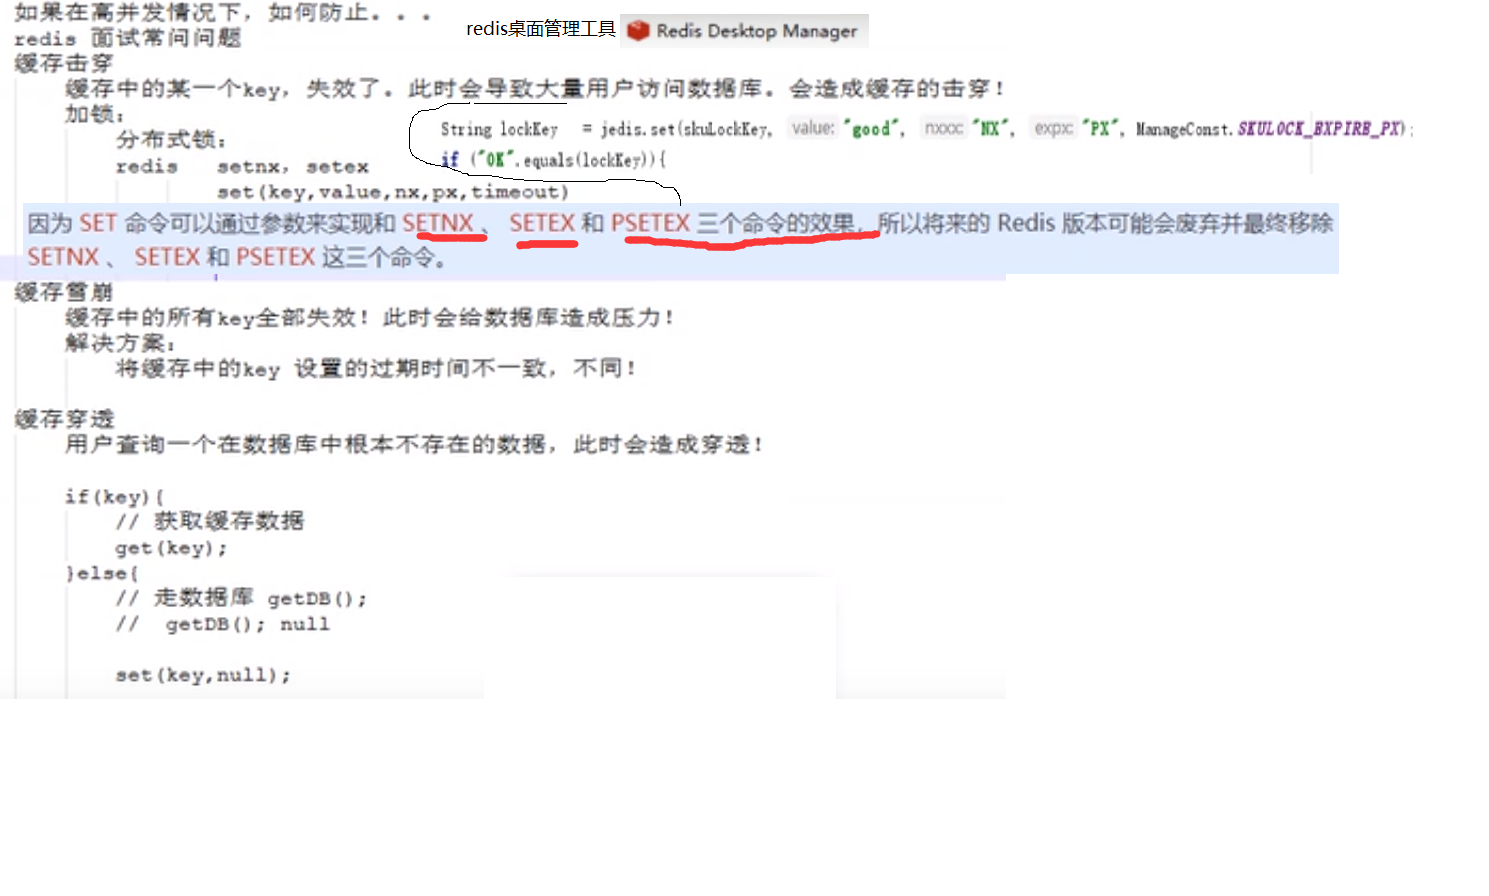 如果在高并发情况下，如何防止。。。
redis桌面管理工具 Redis Desktop Manager
redis 面试常问问题
缓存击穿
缓存中的某一个key，失效了。此时会导致大量用户访问数据库。会造成缓存的击穿！
加锁：
分布式锁：
String lockKey = jedis.set(skuLockKey, value: "good", nxxx: "NX", expx: "PX", ManageConst.SKULOCK_EXPIRE_PX);
if ("OK".equals(lockKey)){
redis setnx，setex
set(key,value,nx,px,timeout)
因为 SET 命令可以通过参数来实现和 SETNX 、 SETEX 和 PSETEX 三个命令的效果，所以将来的 Redis 版本可能会废弃并最终移除
SETNX 、 SETEX 和 PSETEX 这三个命令。
缓存雪崩
缓存中的所有key全部失效！此时会给数据库造成压力！
解决方案：
将缓存中的key 设置的过期时间不一致，不同！
缓存穿透
用户查询一个在数据库中根本不存在的数据，此时会造成穿透！
if(key){
// 获取缓存数据
get(key);
}else{
// 走数据库 getDB();
// getDB(); null
set(key,null);